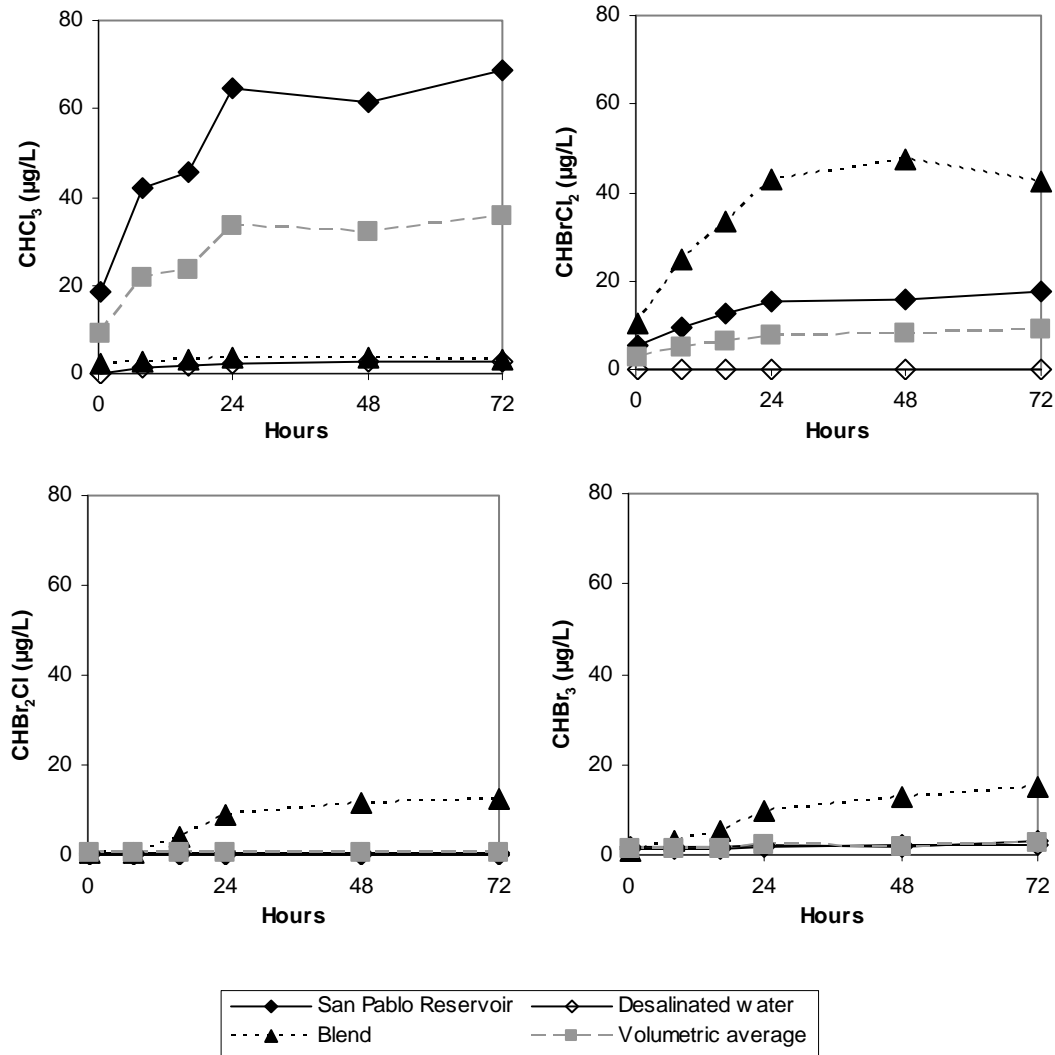 80
60
40
20
0
CHCl₃ (µg/L)
0 24 48 72
Hours
80
60
40
20
0
CHBrCl₂ (µg/L)
0 24 48 72
Hours
80
60
40
20
0
CHBr₂Cl (µg/L)
0 24 48 72
Hours
80
60
40
20
0
CHBr₃ (µg/L)
0 24 48 72
Hours
San Pablo Reservoir Desalinated water
Blend Volumetric average